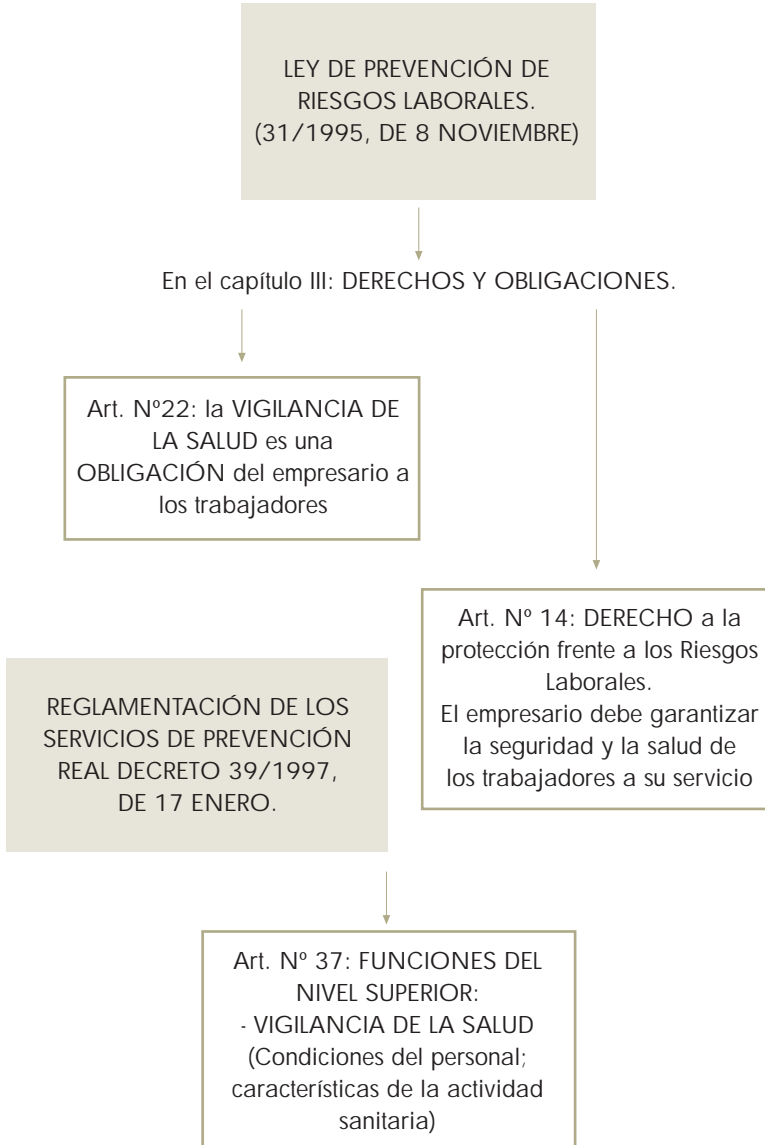 LEY DE PREVENCIÓN DE
RIESGOS LABORALES.
(31/1995, DE 8 NOVIEMBRE)
En el capítulo III: DERECHOS Y OBLIGACIONES.
Art. Nº22: la VIGILANCIA DE
LA SALUD es una
OBLIGACIÓN del empresario a
los trabajadores
Art. Nº 14: DERECHO a la
protección frente a los Riesgos
Laborales.
El empresario debe garantizar
la seguridad y la salud de
los trabajadores a su servicio
REGLAMENTACIÓN DE LOS
SERVICIOS DE PREVENCIÓN
REAL DECRETO 39/1997,
DE 17 ENERO.
Art. Nº 37: FUNCIONES DEL
NIVEL SUPERIOR:
- VIGILANCIA DE LA SALUD
(Condiciones del personal;
características de la actividad
sanitaria)